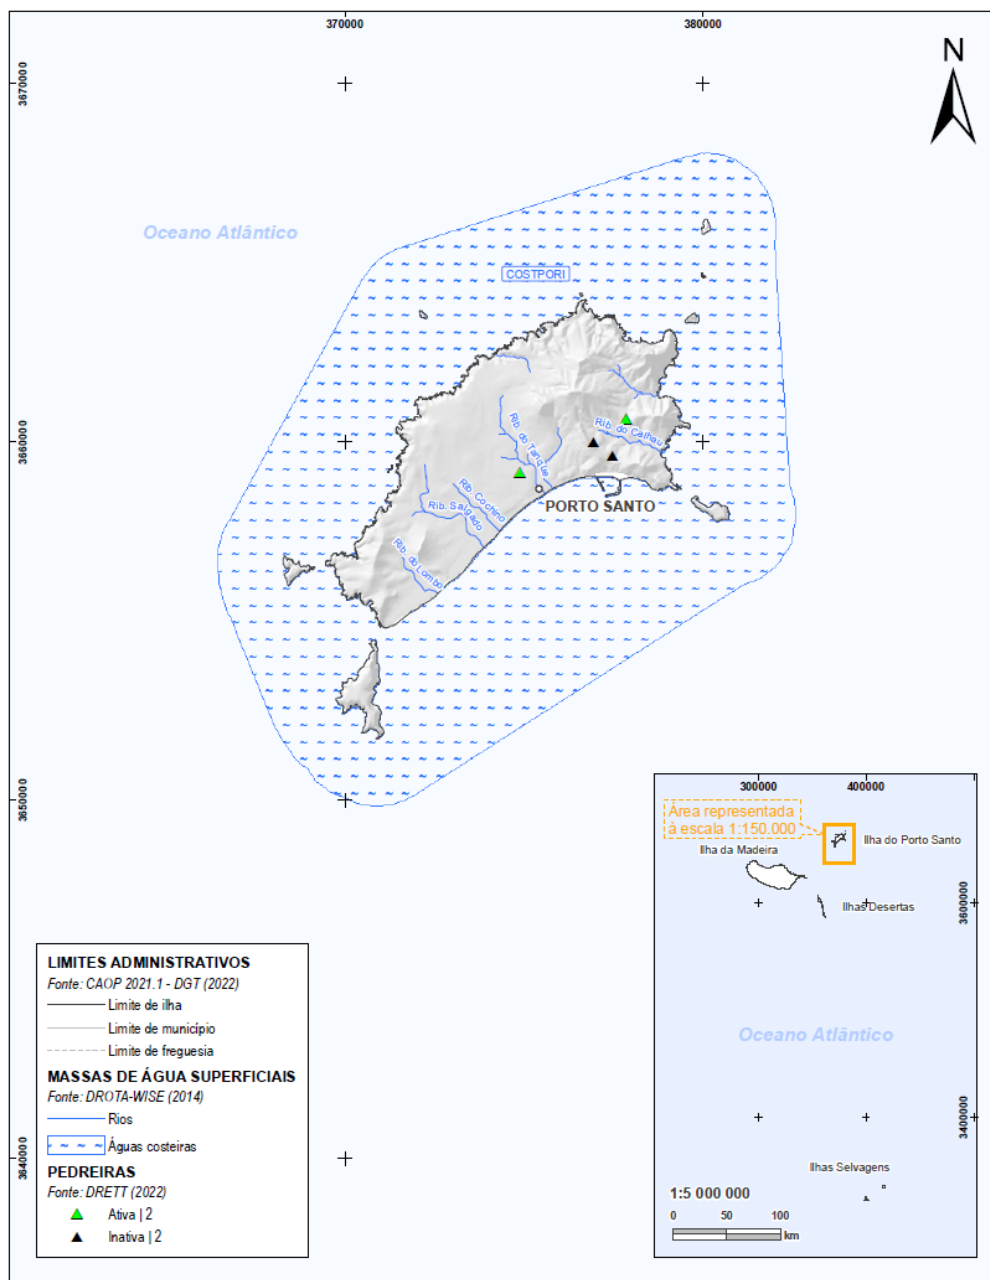 370000
380000
3670000
N
Oceano Atlântico
COSTPORI
3660000
Rib. do Tanque
Rib. do Calhau
Rib. Cochino
Rib. Salgado
PORTO SANTO
Rib. do Lombo
3650000
300000
400000
Área representada
à escala 1:150.000
Ilha do Porto Santo
Ilha da Madeira
3600000
Ilhas Desertas
Oceano Atlântico
3400000
Ilhas Selvagens
1:5 000 000
0 50 100
km
LIMITES ADMINISTRATIVOS
Fonte: CAOP 2021.1 - DGT (2022)
Limite de ilha
Limite de município
Limite de freguesia
MASSAS DE ÁGUA SUPERFICIAIS
Fonte: DROTA-WISE (2014)
Rios
Águas costeiras
PEDREIRAS
Fonte: DRETT (2022)
Ativa | 2
Inativa | 2
3640000